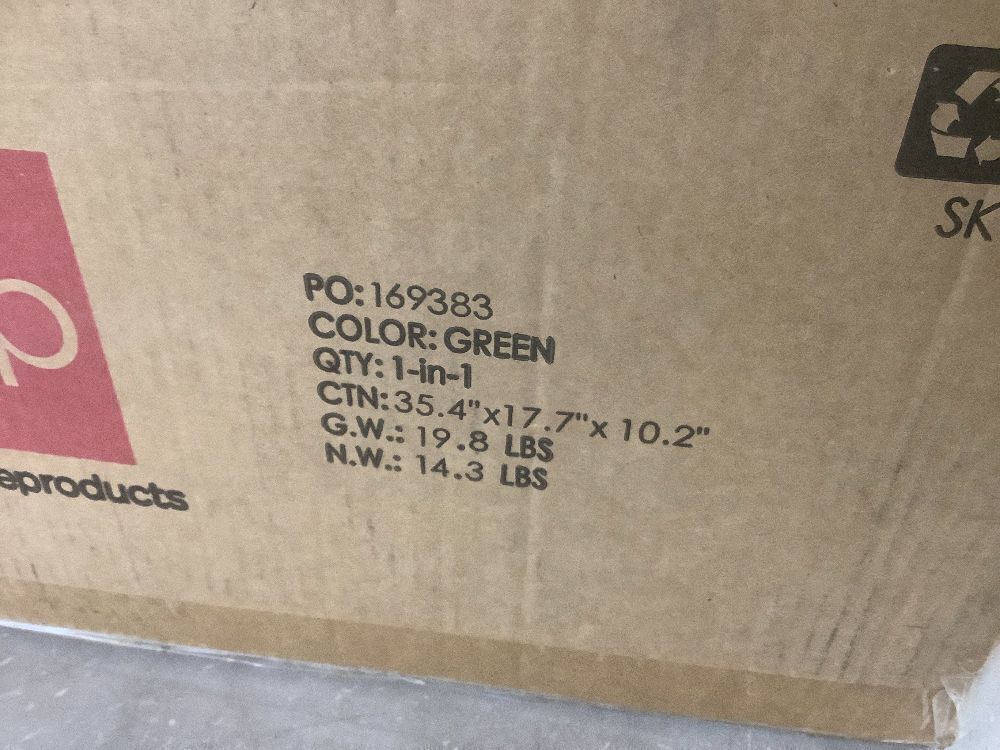 PO:169383
COLOR: GREEN
QTY: 1-in-1
CTN: 35.4"x17.7"x 10.2"
G.W.: 19.8 LBS
N.W.: 14.3 LBS
p
eproducts
SK